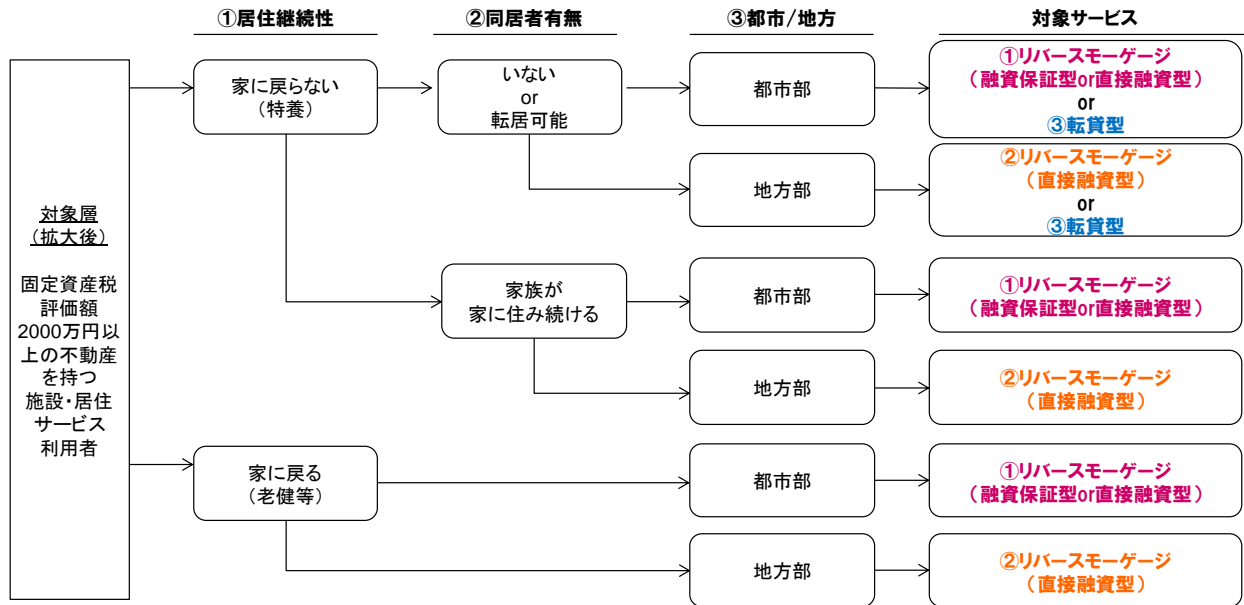 ①居住継続性
②同居者有無
③都市/地方
対象サービス
対象層
（拡大後）
固定資産税
評価額
2000万円以
上の不動産
を持つ
施設・居住
サービス
利用者
家に戻らない
（特養）
いない
or
転居可能
都市部
①リバースモーゲージ
（融資保証型or直接融資型）
or
③転貸型
地方部
②リバースモーゲージ
（直接融資型）
or
③転貸型
家族が
家に住み続ける
都市部
①リバースモーゲージ
（融資保証型or直接融資型）
地方部
②リバースモーゲージ
（直接融資型）
家に戻る
（老健等）
都市部
①リバースモーゲージ
（融資保証型or直接融資型）
地方部
②リバースモーゲージ
（直接融資型）